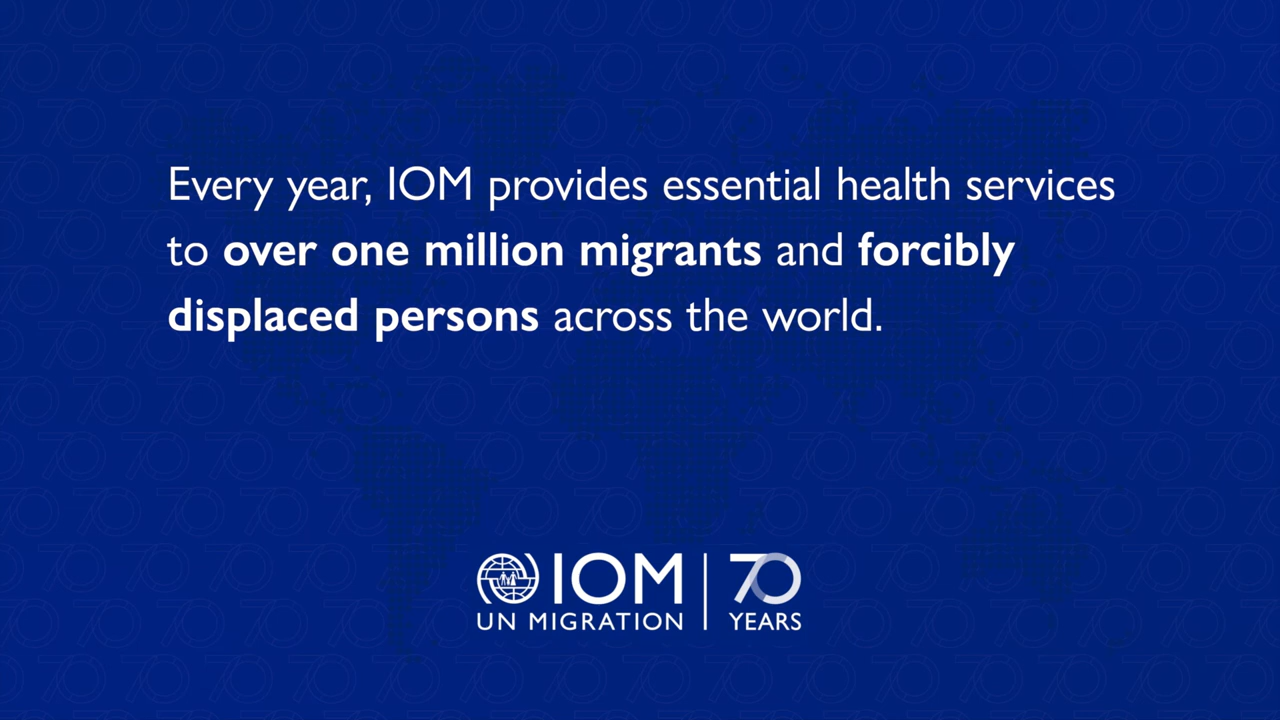 Every year, IOM provides essential health services
to over one million migrants and forcibly
displaced persons across the world.
IOM
UN MIGRATION
70
YEARS